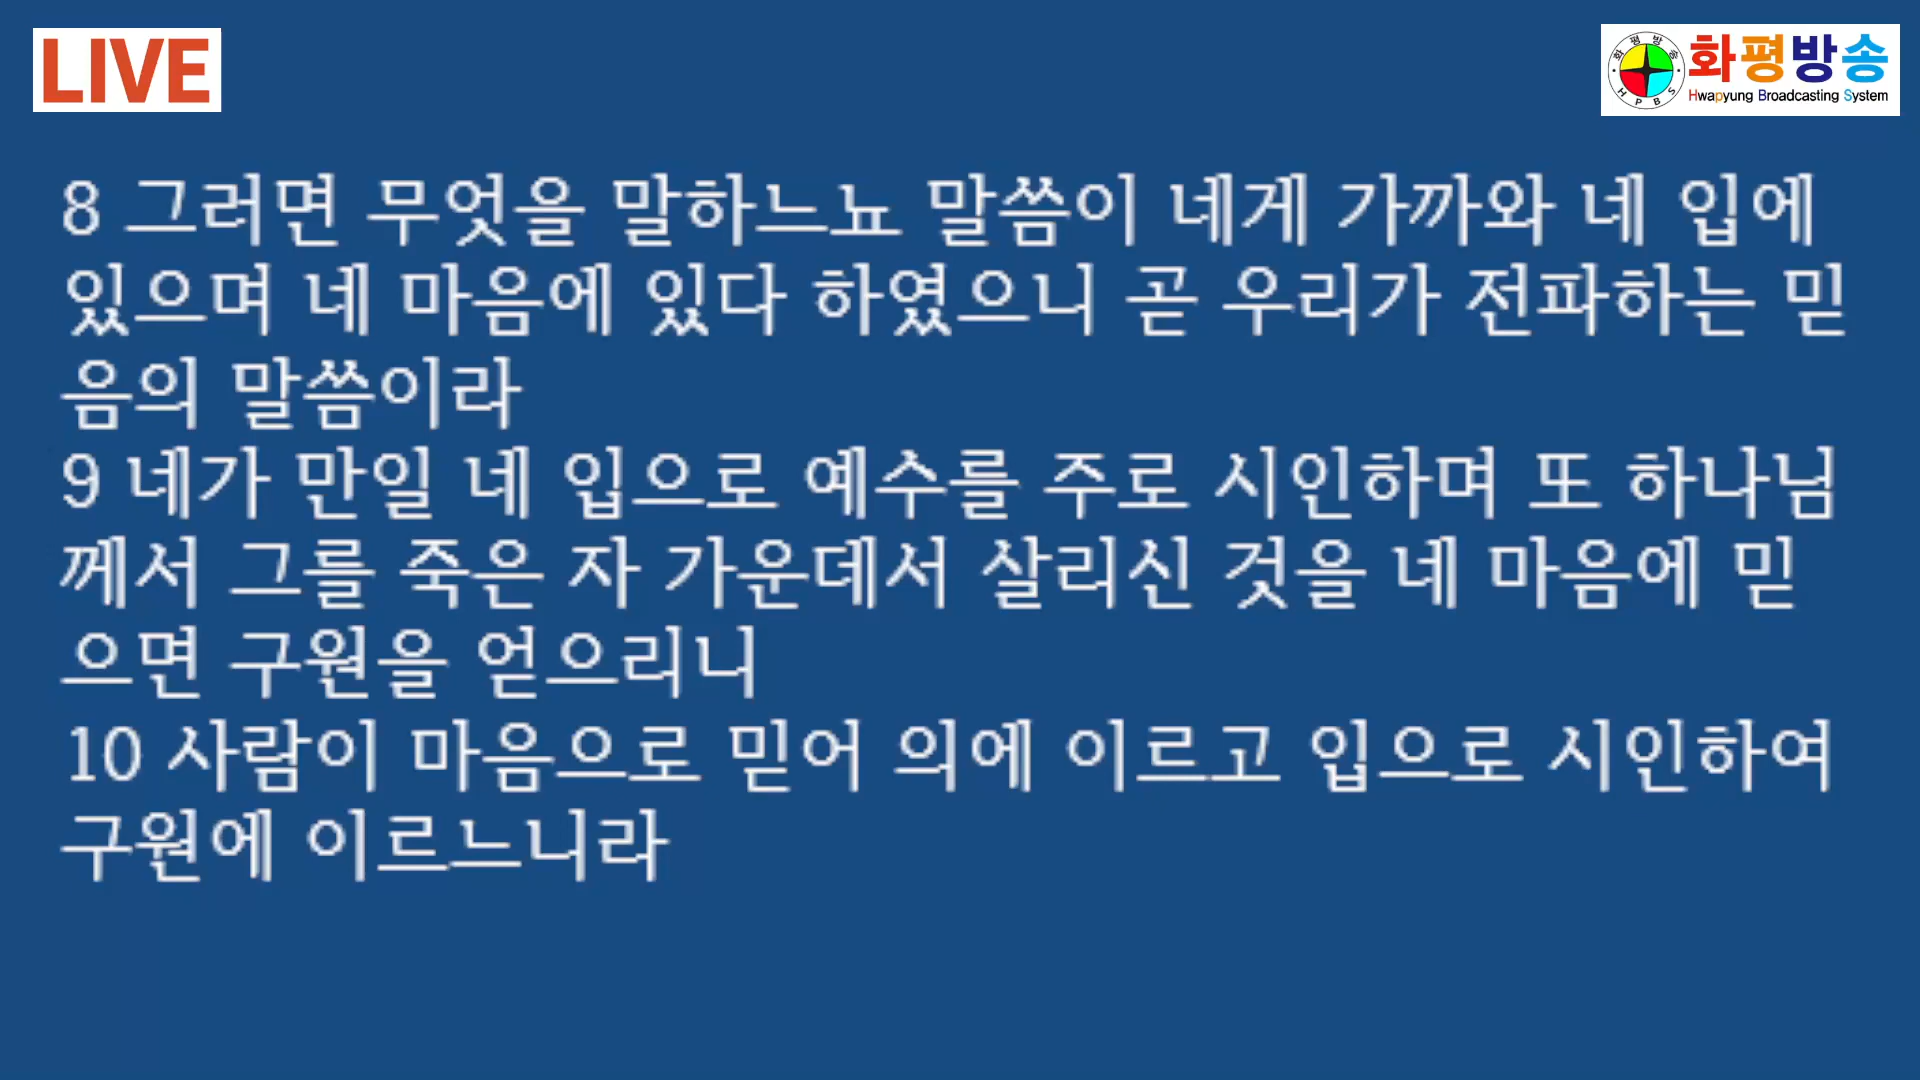 LIVE
화평방송
HPBS
화평방송
Hwapyung Broadcasting System
8 그러면 무엇을 말하느뇨 말씀이 네게 가까와 네 입에
있으며 네 마음에 있다 하였으니 곧 우리가 전파하는 믿
음의 말씀이라
9 네가 만일 네 입으로 예수를 주로 시인하며 또 하나님
께서 그를 죽은 자 가운데서 살리신 것을 네 마음에 믿
으면 구원을 얻으리니
10 사람이 마음으로 믿어 의에 이르고 입으로 시인하여
구원에 이르느니라